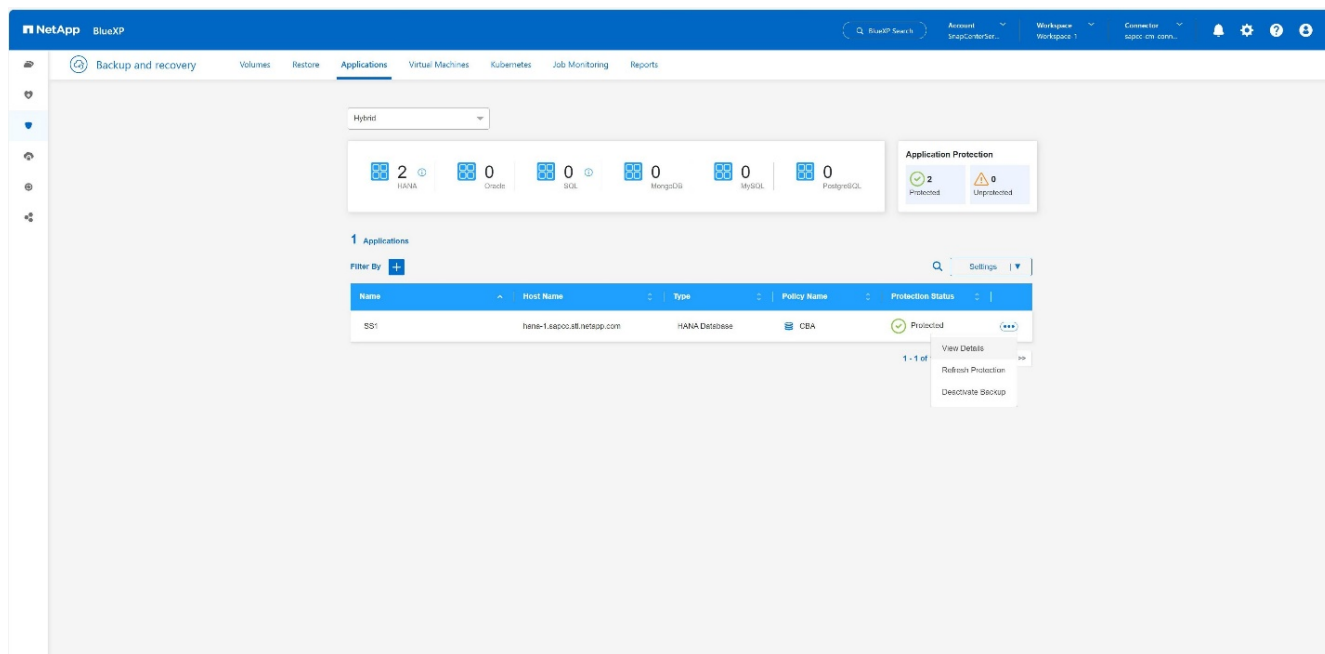 NetApp BlueXP
BlueXP Search
Account
SnapCenterSer...
Workspace
Workspace 1
Connector
sapcc-cm-conn...
Backup and recovery Volumes Restore Applications Virtual Machines Kubernetes Job Monitoring Reports
Hybrid
2 HANA
0 Oracle
0 SQL
0 MongoDB
0 MySQL
0 PostgreSQL
Application Protection
2 Protected
0 Unprotected
1 Applications
Filter By +
Settings
Name Host Name Type Policy Name Protection Status
SS1 hana-1.sapcc.stl.netapp.com HANA Database CBA Protected
1 - 1 of
View Details
Refresh Protection
Deactivate Backup